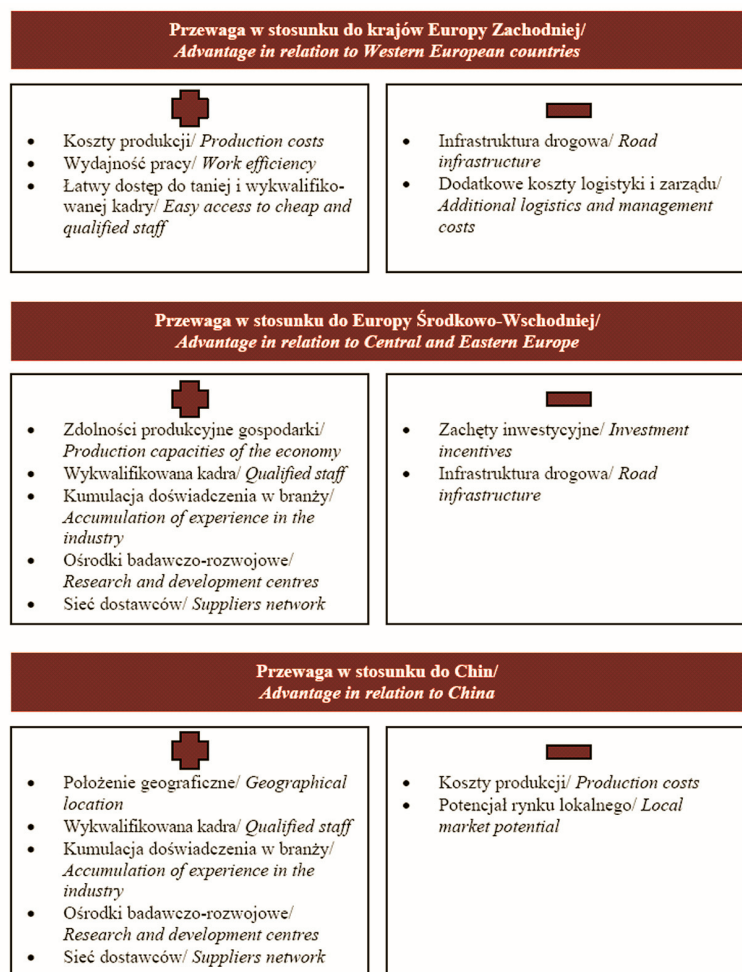 Przewaga w stosunku do krajów Europy Zachodniej/
Advantage in relation to Western European countries
• Koszty produkcji/ Production costs
• Wydajność pracy/ Work efficiency
• Łatwy dostęp do taniej i wykwalifiko-
wanej kadry/ Easy access to cheap and
qualified staff
• Infrastruktura drogowa/ Road
infrastructure
• Dodatkowe koszty logistyki i zarządu/
Additional logistics and management
costs
Przewaga w stosunku do Europy Środkowo-Wschodniej/
Advantage in relation to Central and Eastern Europe
• Zdolności produkcyjne gospodarki/
Production capacities of the economy
• Wykwalifikowana kadra/ Qualified staff
• Kumulacja doświadczenia w branży/
Accumulation of experience in the
industry
• Ośrodki badawczo-rozwojowe/
Research and development centres
• Sieć dostawców/ Suppliers network
• Zachęty inwestycyjne/ Investment
incentives
• Infrastruktura drogowa/ Road
infrastructure
Przewaga w stosunku do Chin/
Advantage in relation to China
• Położenie geograficzne/ Geographical
location
• Wykwalifikowana kadra/ Qualified staff
• Kumulacja doświadczenia w branży/
Accumulation of experience in the
industry
• Ośrodki badawczo-rozwojowe/
Research and development centres
• Sieć dostawców/ Suppliers network
• Koszty produkcji/ Production costs
• Potencjał rynku lokalnego/ Local
market potential